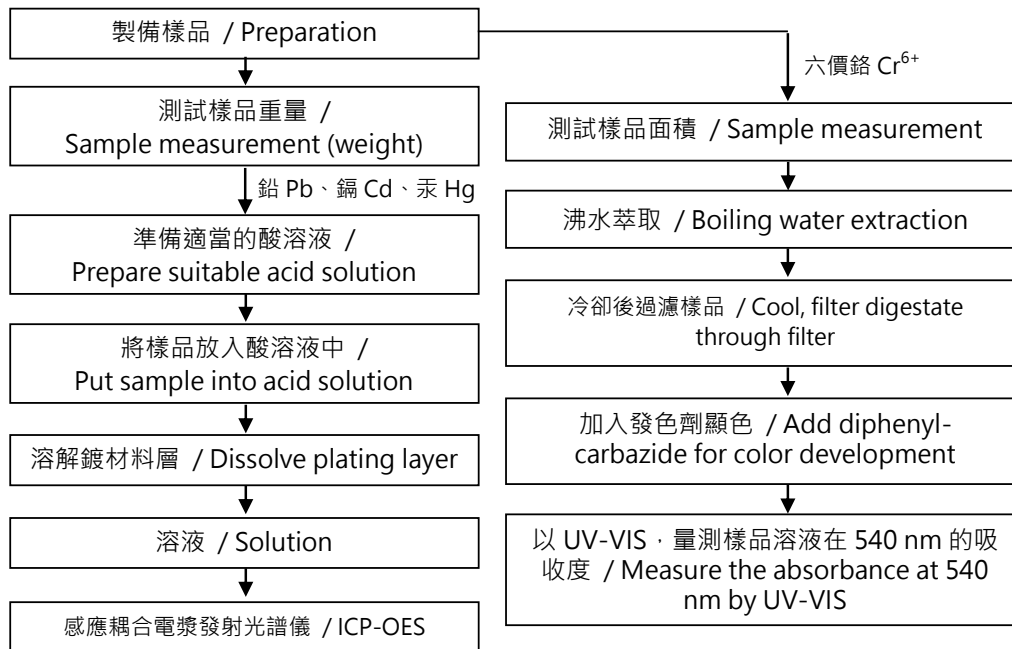 製備樣品 / Preparation
測試樣品重量 /
Sample measurement (weight)
鉛 Pb、鎘 Cd、汞 Hg
準備適當的酸溶液 /
Prepare suitable acid solution
將樣品放入酸溶液中 /
Put sample into acid solution
溶解鍍材料層 / Dissolve plating layer
溶液 / Solution
感應耦合電漿發射光譜儀 / ICP-OES
六價鉻 Cr⁶⁺
測試樣品面積 / Sample measurement
沸水萃取 / Boiling water extraction
冷卻後過濾樣品 / Cool, filter digestate
through filter
加入發色劑顯色 / Add diphenyl-
carbazide for color development
以 UV-VIS，量測樣品溶液在 540 nm 的吸
收度 / Measure the absorbance at 540
nm by UV-VIS